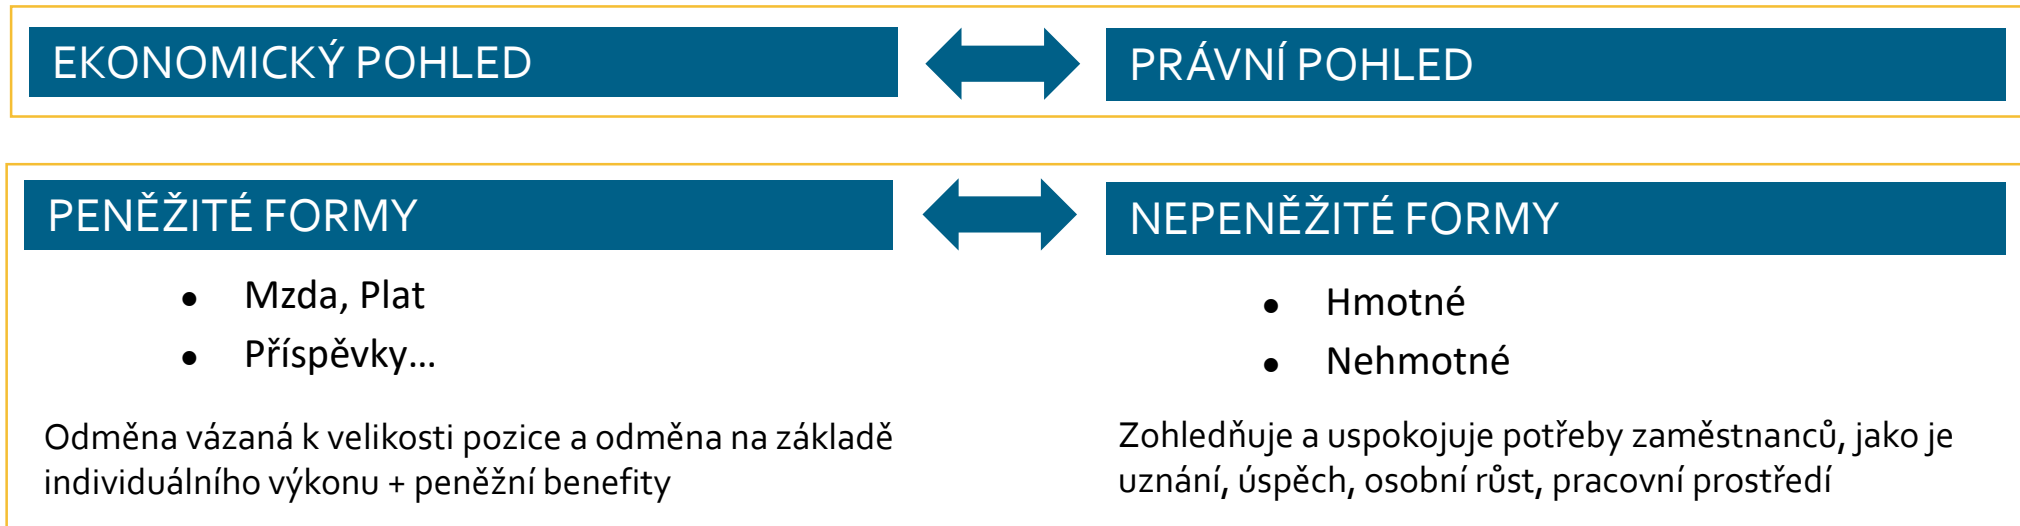 EKONOMICKÝ POHLED
PRÁVNÍ POHLED
PENĚŽITÉ FORMY
• Mzda, Plat
• Příspěvky…
Odměna vázaná k velikosti pozice a odměna na základě
individuálního výkonu + peněžní benefity
NEPENĚŽITÉ FORMY
• Hmotné
• Nehmotné
Zohledňuje a uspokojuje potřeby zaměstnanců, jako je
uznání, úspěch, osobní růst, pracovní prostředí